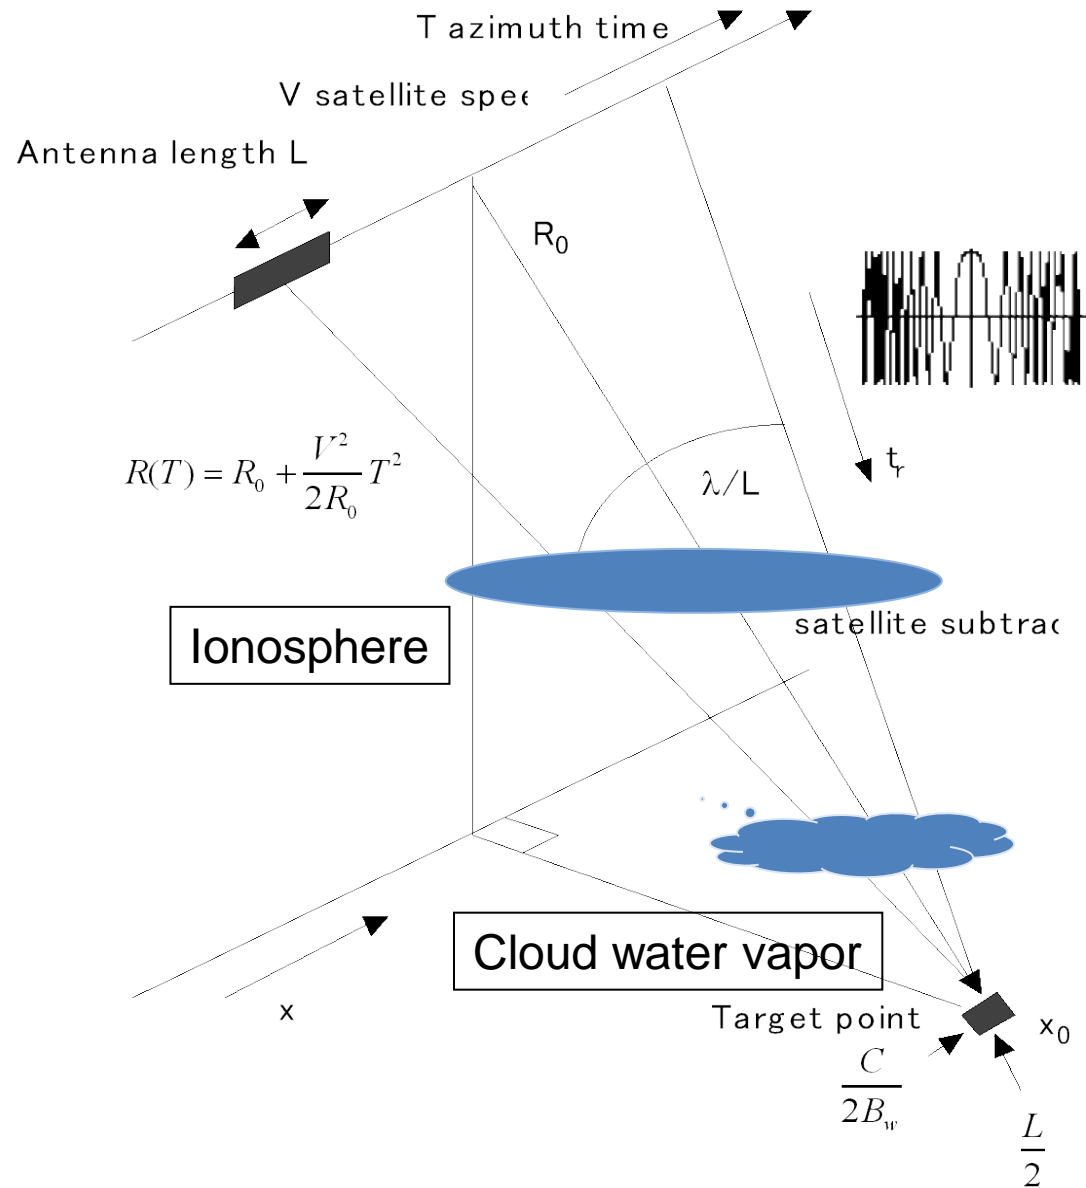 T azimuth time
V satellite spe
Antenna length L
R0
R(T) = R0 + V²/2R0 T²
λ/L
tr
Ionosphere
satellite subtrac
Cloud water vapor
x
Target point
x0
C/2Bw
L/2